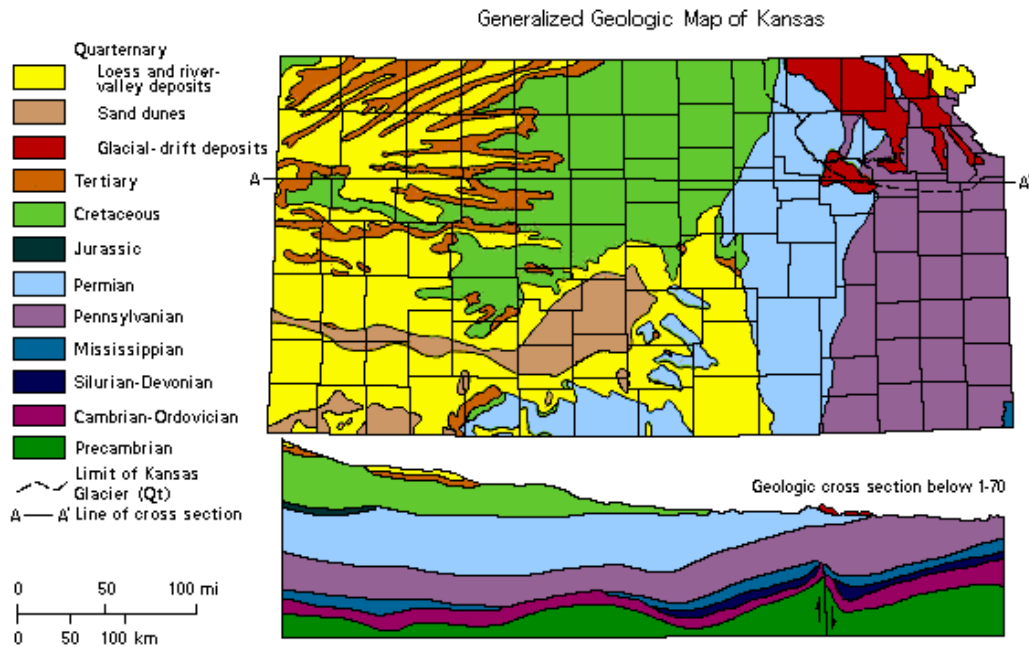 Generalized Geologic Map of Kansas
Quarternary
Loess and river-
valley deposits
Sand dunes
Glacial-drift deposits
Tertiary
Cretaceous
Jurassic
Permian
Pennsylvanian
Mississippian
Silurian-Devonian
Cambrian-Ordovician
Precambrian
Limit of Kansas
Glacier (Qt)
A A' Line of cross section
0 50 100 mi
0 50 100 km
A A'
Geologic cross section below 1-70